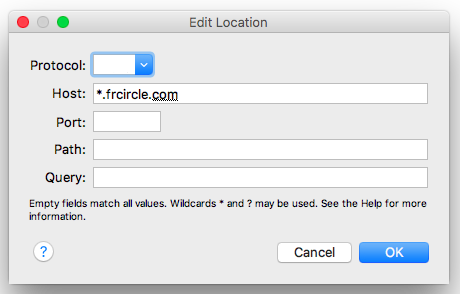 Edit Location
Protocol:
Host: *.frcircle.com
Port:
Path:
Query:
Empty fields match all values. Wildcards * and ? may be used. See the Help for more
information.
? Cancel OK